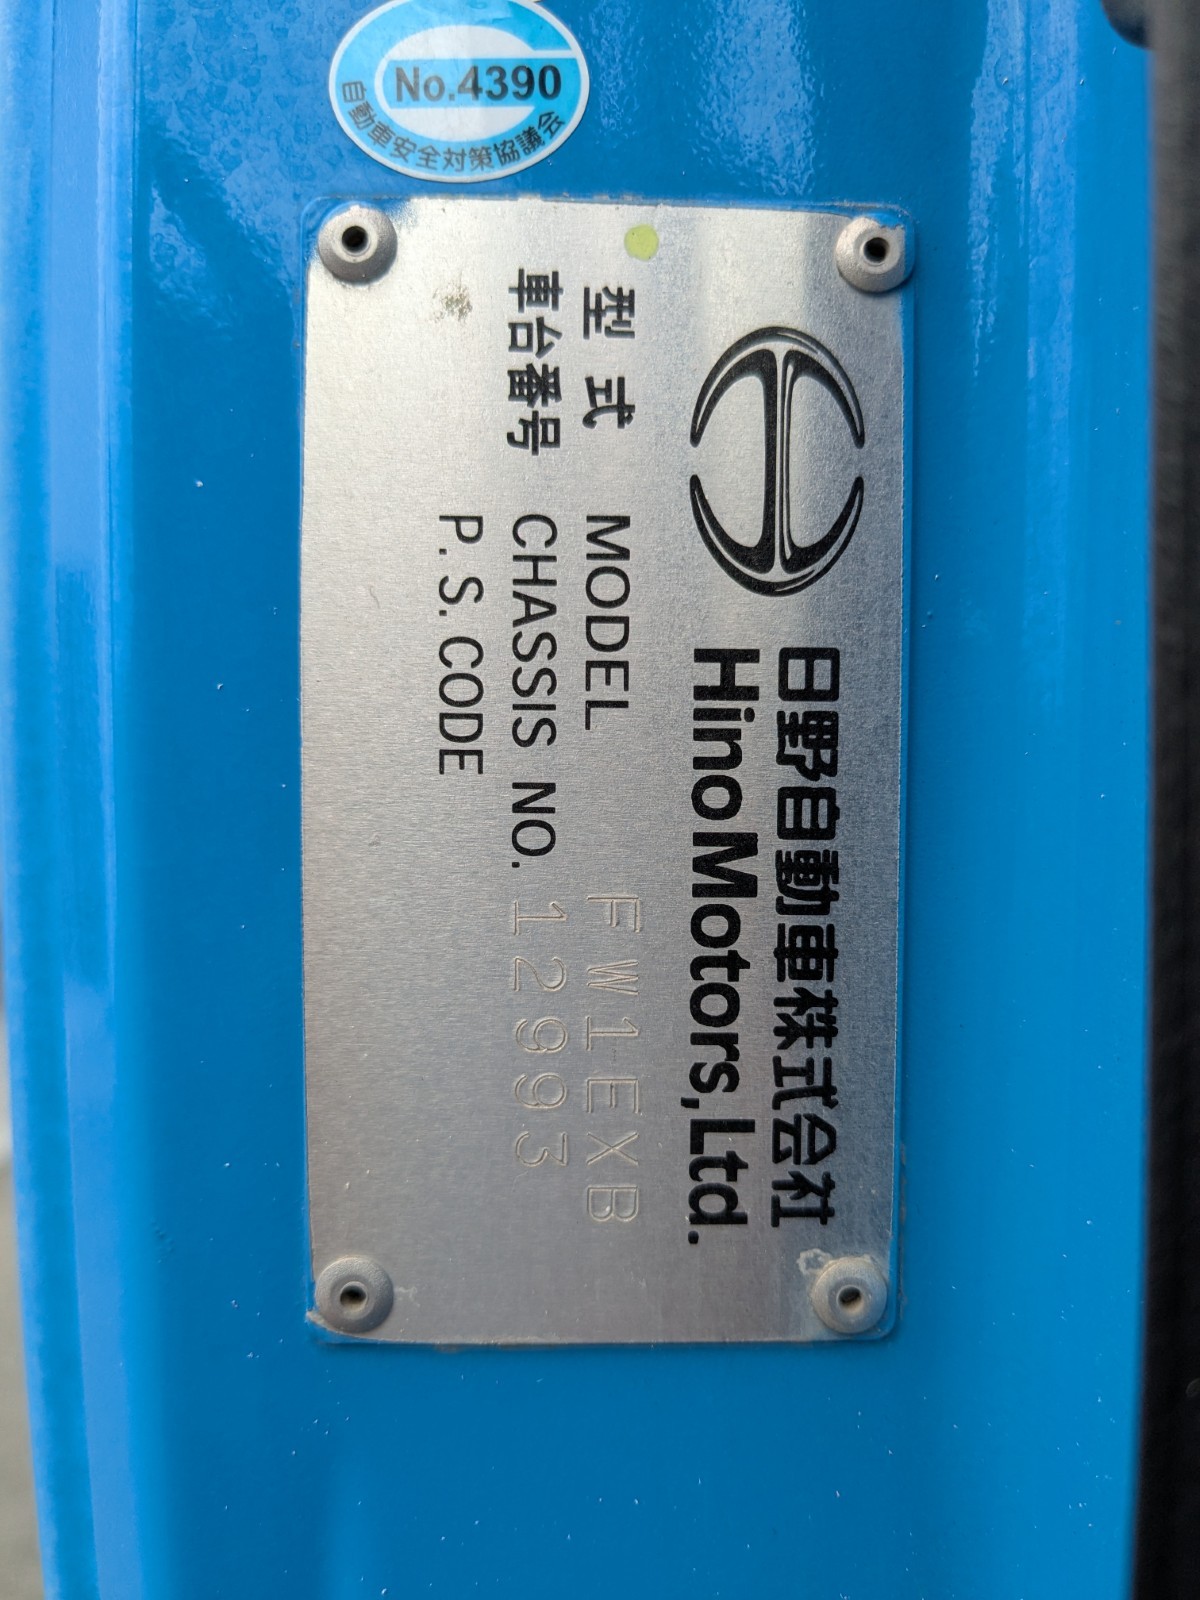 No.4390
自動車安全対策協議会
日野自動車株式会社
Hino Motors, Ltd.
型式 MODEL FW1EXB
車台番号 CHASSIS NO. 12993
P.S.CODE